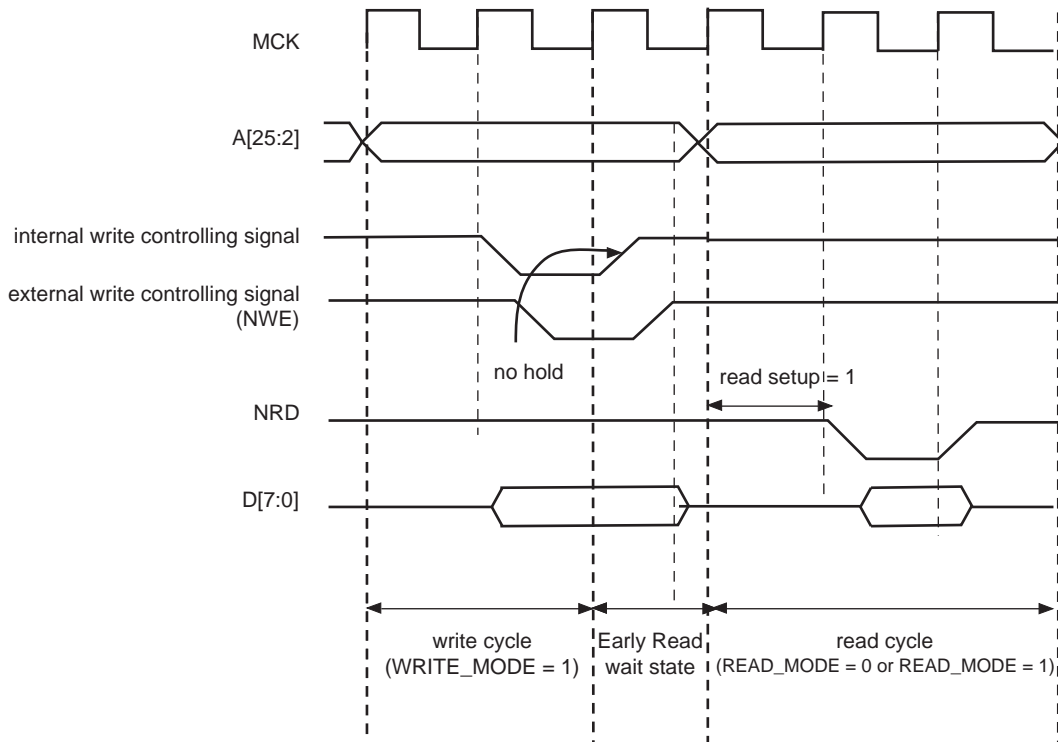 MCK
A[25:2]
internal write controlling signal
external write controlling signal
(NWE)
no hold
read setup = 1
NRD
D[7:0]
write cycle
(WRITE_MODE = 1)
Early Read
wait state
read cycle
(READ_MODE = 0 or READ_MODE = 1)